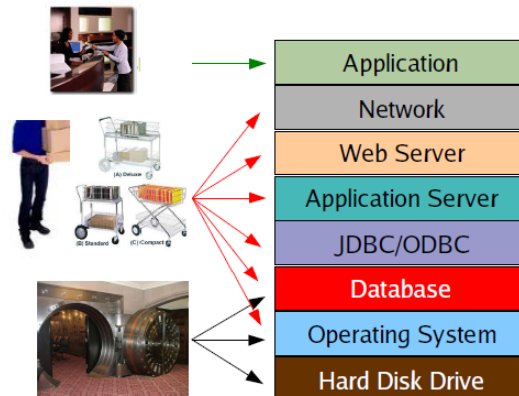 Application
Network
(A) Deluxe
Web Server
Application Server
(B) Standard
(C) Compact
JDBC/ODBC
Database
Operating System
Hard Disk Drive